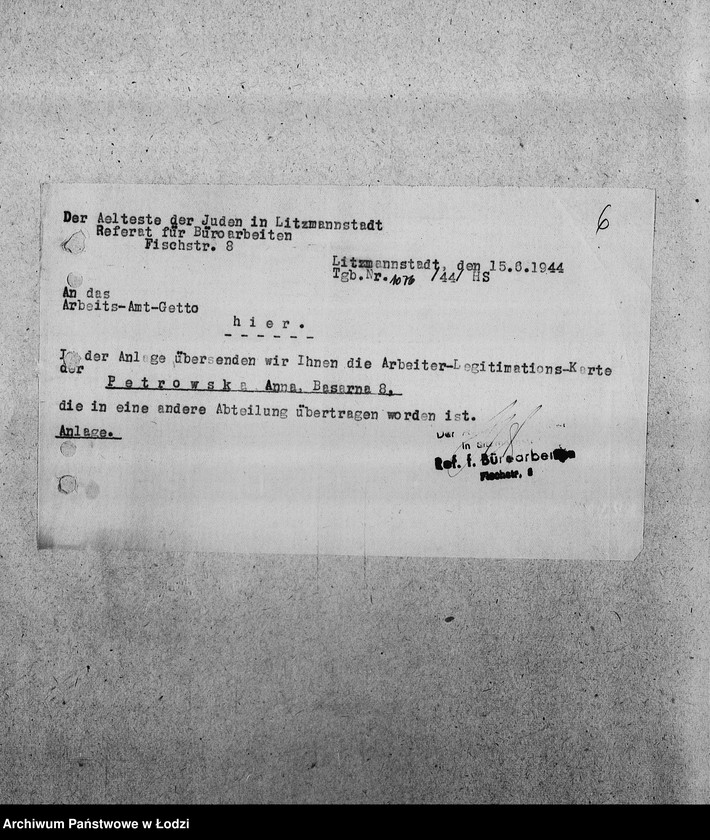 6
Der Aelteste der Juden in Litzmannstadt
Referat für Büroarbeiten
Fischstr. 8
Litzmannstadt, den 15.6.1944
Tgb.Nr. 1076 /44/ HS
An das
Arbeits-Amt-Getto
hier.
In der Anlage übersenden wir Ihnen die Arbeiter-Legitimations-Karte
der Petrowska Anna, Basarna 8,
die in eine andere Abteilung übertragen worden ist.
Anlage.
Der
in
Ref. f. Büroarbeiten
Fischstr. 8
Archiwum Państwowe w Łodzi